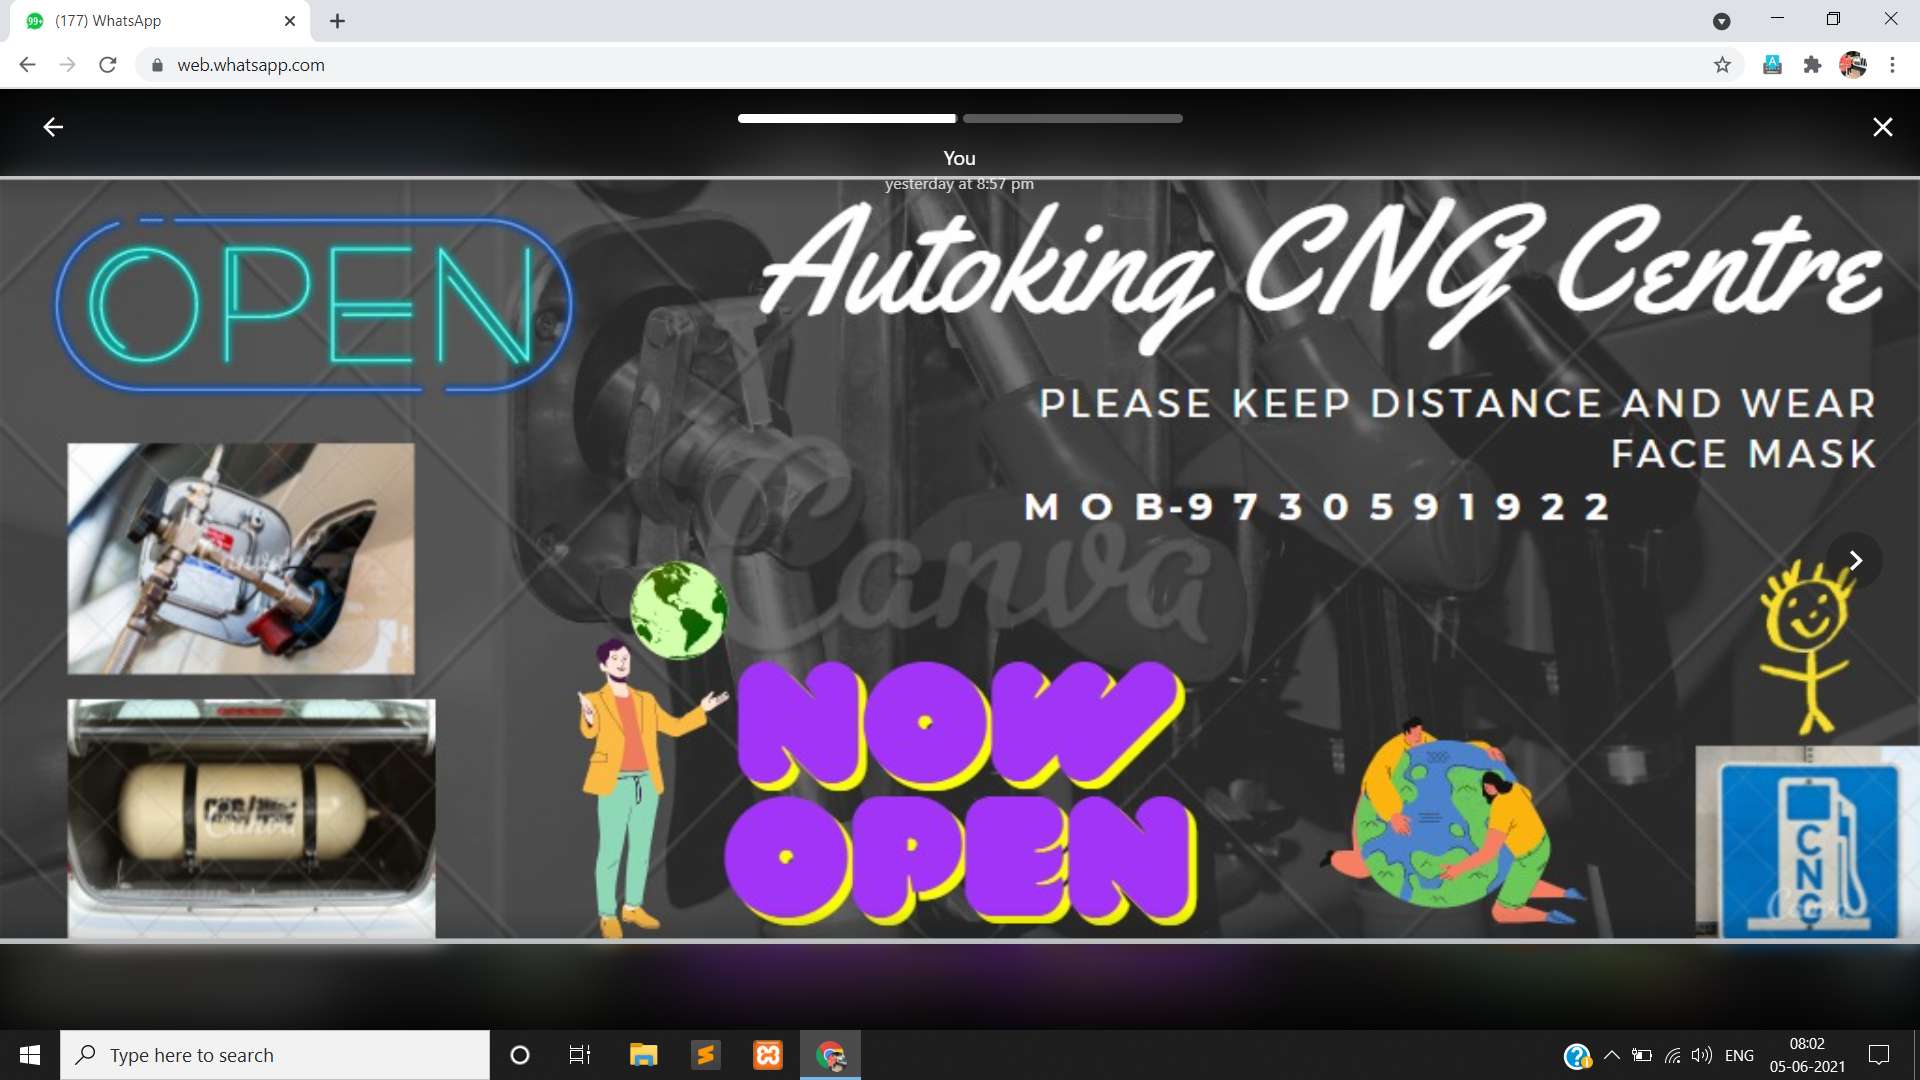 (177) WhatsApp
web.whatsapp.com
You
yesterday at 8:57 pm
OPEN
Autoking CNG Centre
PLEASE KEEP DISTANCE AND WEAR
FACE MASK
MOB-9730591922
Canva
NOW
OPEN
Canva
CNG
Canva
Type here to search
ENG
08:02
05-06-2021